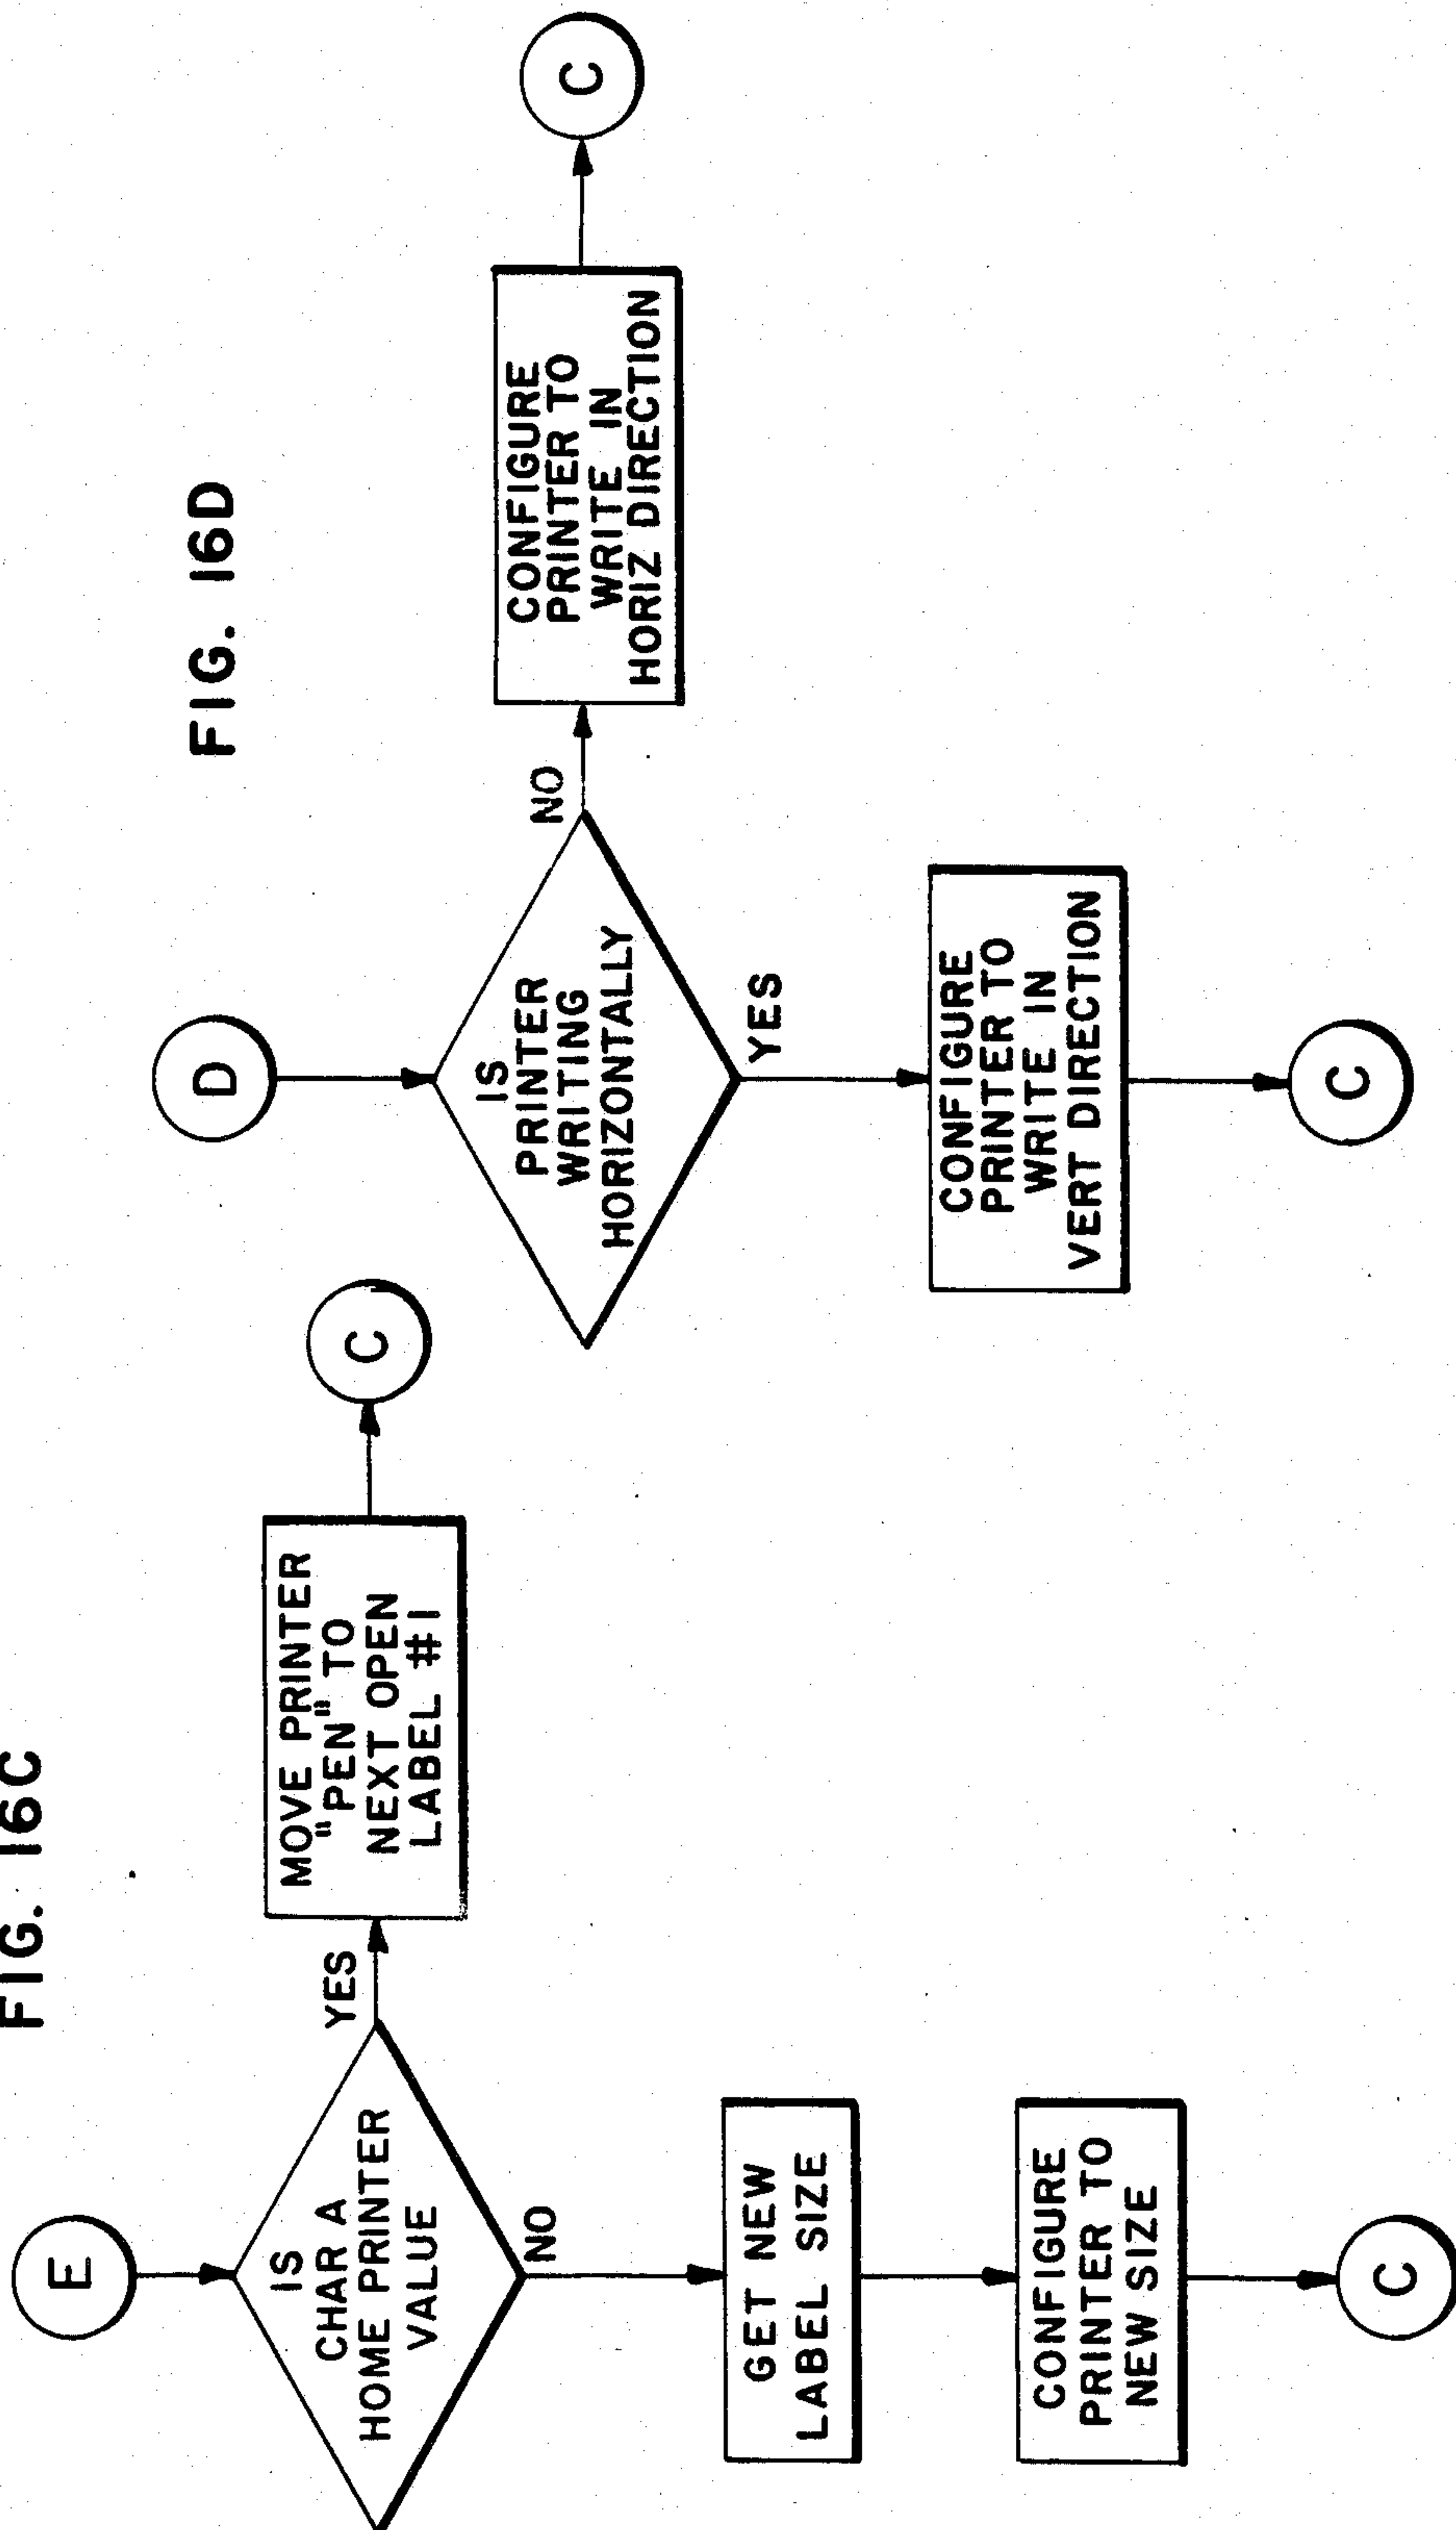 FIG. 16C
E
IS
CHAR A
HOME PRINTER
VALUE
YES
MOVE PRINTER
"PEN" TO
NEXT OPEN
LABEL #1
C
NO
GET NEW
LABEL SIZE
CONFIGURE
PRINTER TO
NEW SIZE
C
FIG. 16D
D
IS
PRINTER
WRITING
HORIZONTALLY
NO
CONFIGURE
PRINTER TO
WRITE IN
HORIZ DIRECTION
C
YES
CONFIGURE
PRINTER TO
WRITE IN
VERT DIRECTION
C